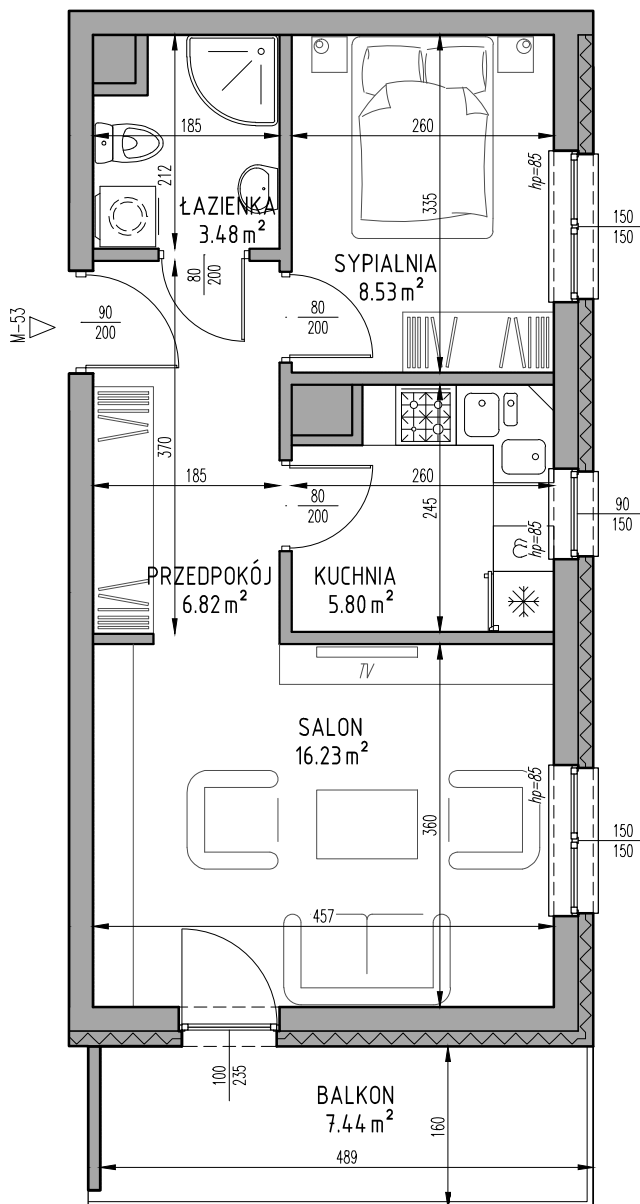 185
260
212
335
hp=85
ŁAZIENKA
3.48 m²
150
150
SYPIALNIA
8.53 m²
80
200
M-53
90
200
80
200
370
185
80
200
260
245
90
150
hp=85
PRZEDPOKÓJ
6.82 m²
KUCHNIA
5.80 m²
TV
SALON
16.23 m²
hp=85
360
150
150
457
100
235
BALKON
7.44 m²
160
489